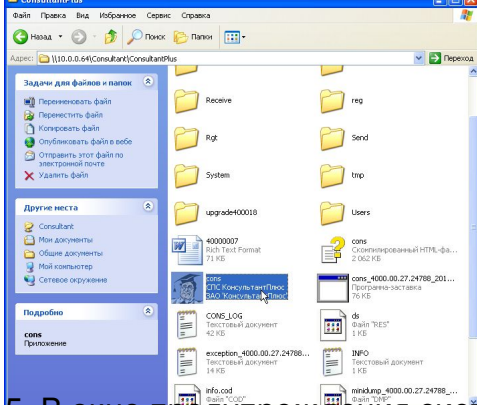 ConsultantPlus
Файл Правка Вид Избранное Сервис Справка
Назад Поиск Папки
Адрес: \\10.0.0.64\Consultant\ConsultantPlus Переход
Задачи для файлов и папок
Переименовать файл
Переместить файл
Копировать файл
Опубликовать файл в вебе
Отправить этот файл по
электронной почте
Удалить файл
Другие места
Consultant
Мои документы
Общие документы
Мой компьютер
Сетевое окружение
Подробно
cons
Приложение
Receive
reg
Rgt
Send
System
tmp
upgrade400018
Users
40000007
Rich Text Format
71 КБ
cons
Скомпилированный HTML-фа...
2 062 КБ
cons
СПС КонсультантПлюс
ЗАО "КонсультантПлюс"
cons_4000.00.27.24788_201...
Программа-заставка
76 КБ
CONS_LOG
Текстовый документ
42 КБ
ds
Файл "RES"
1 КБ
exception_4000.00.27.24788...
Текстовый документ
14 КБ
INFO
Текстовый документ
1 КБ
info.cod
Файл "COD"
minidump_4000.00.27.24788_...
Файл "DMP"